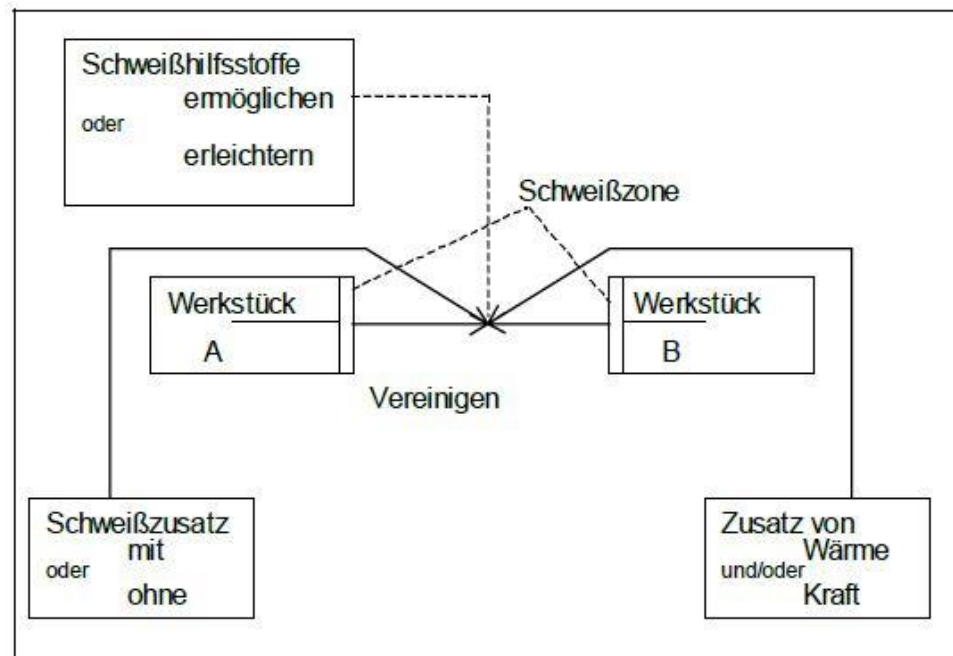 Schweißhilfsstoffe
ermöglichen
oder
erleichtern
Schweißzone
Werkstück
A
Werkstück
B
Vereinigen
Schweißzusatz
mit
oder
ohne
Zusatz von
Wärme
und/oder
Kraft